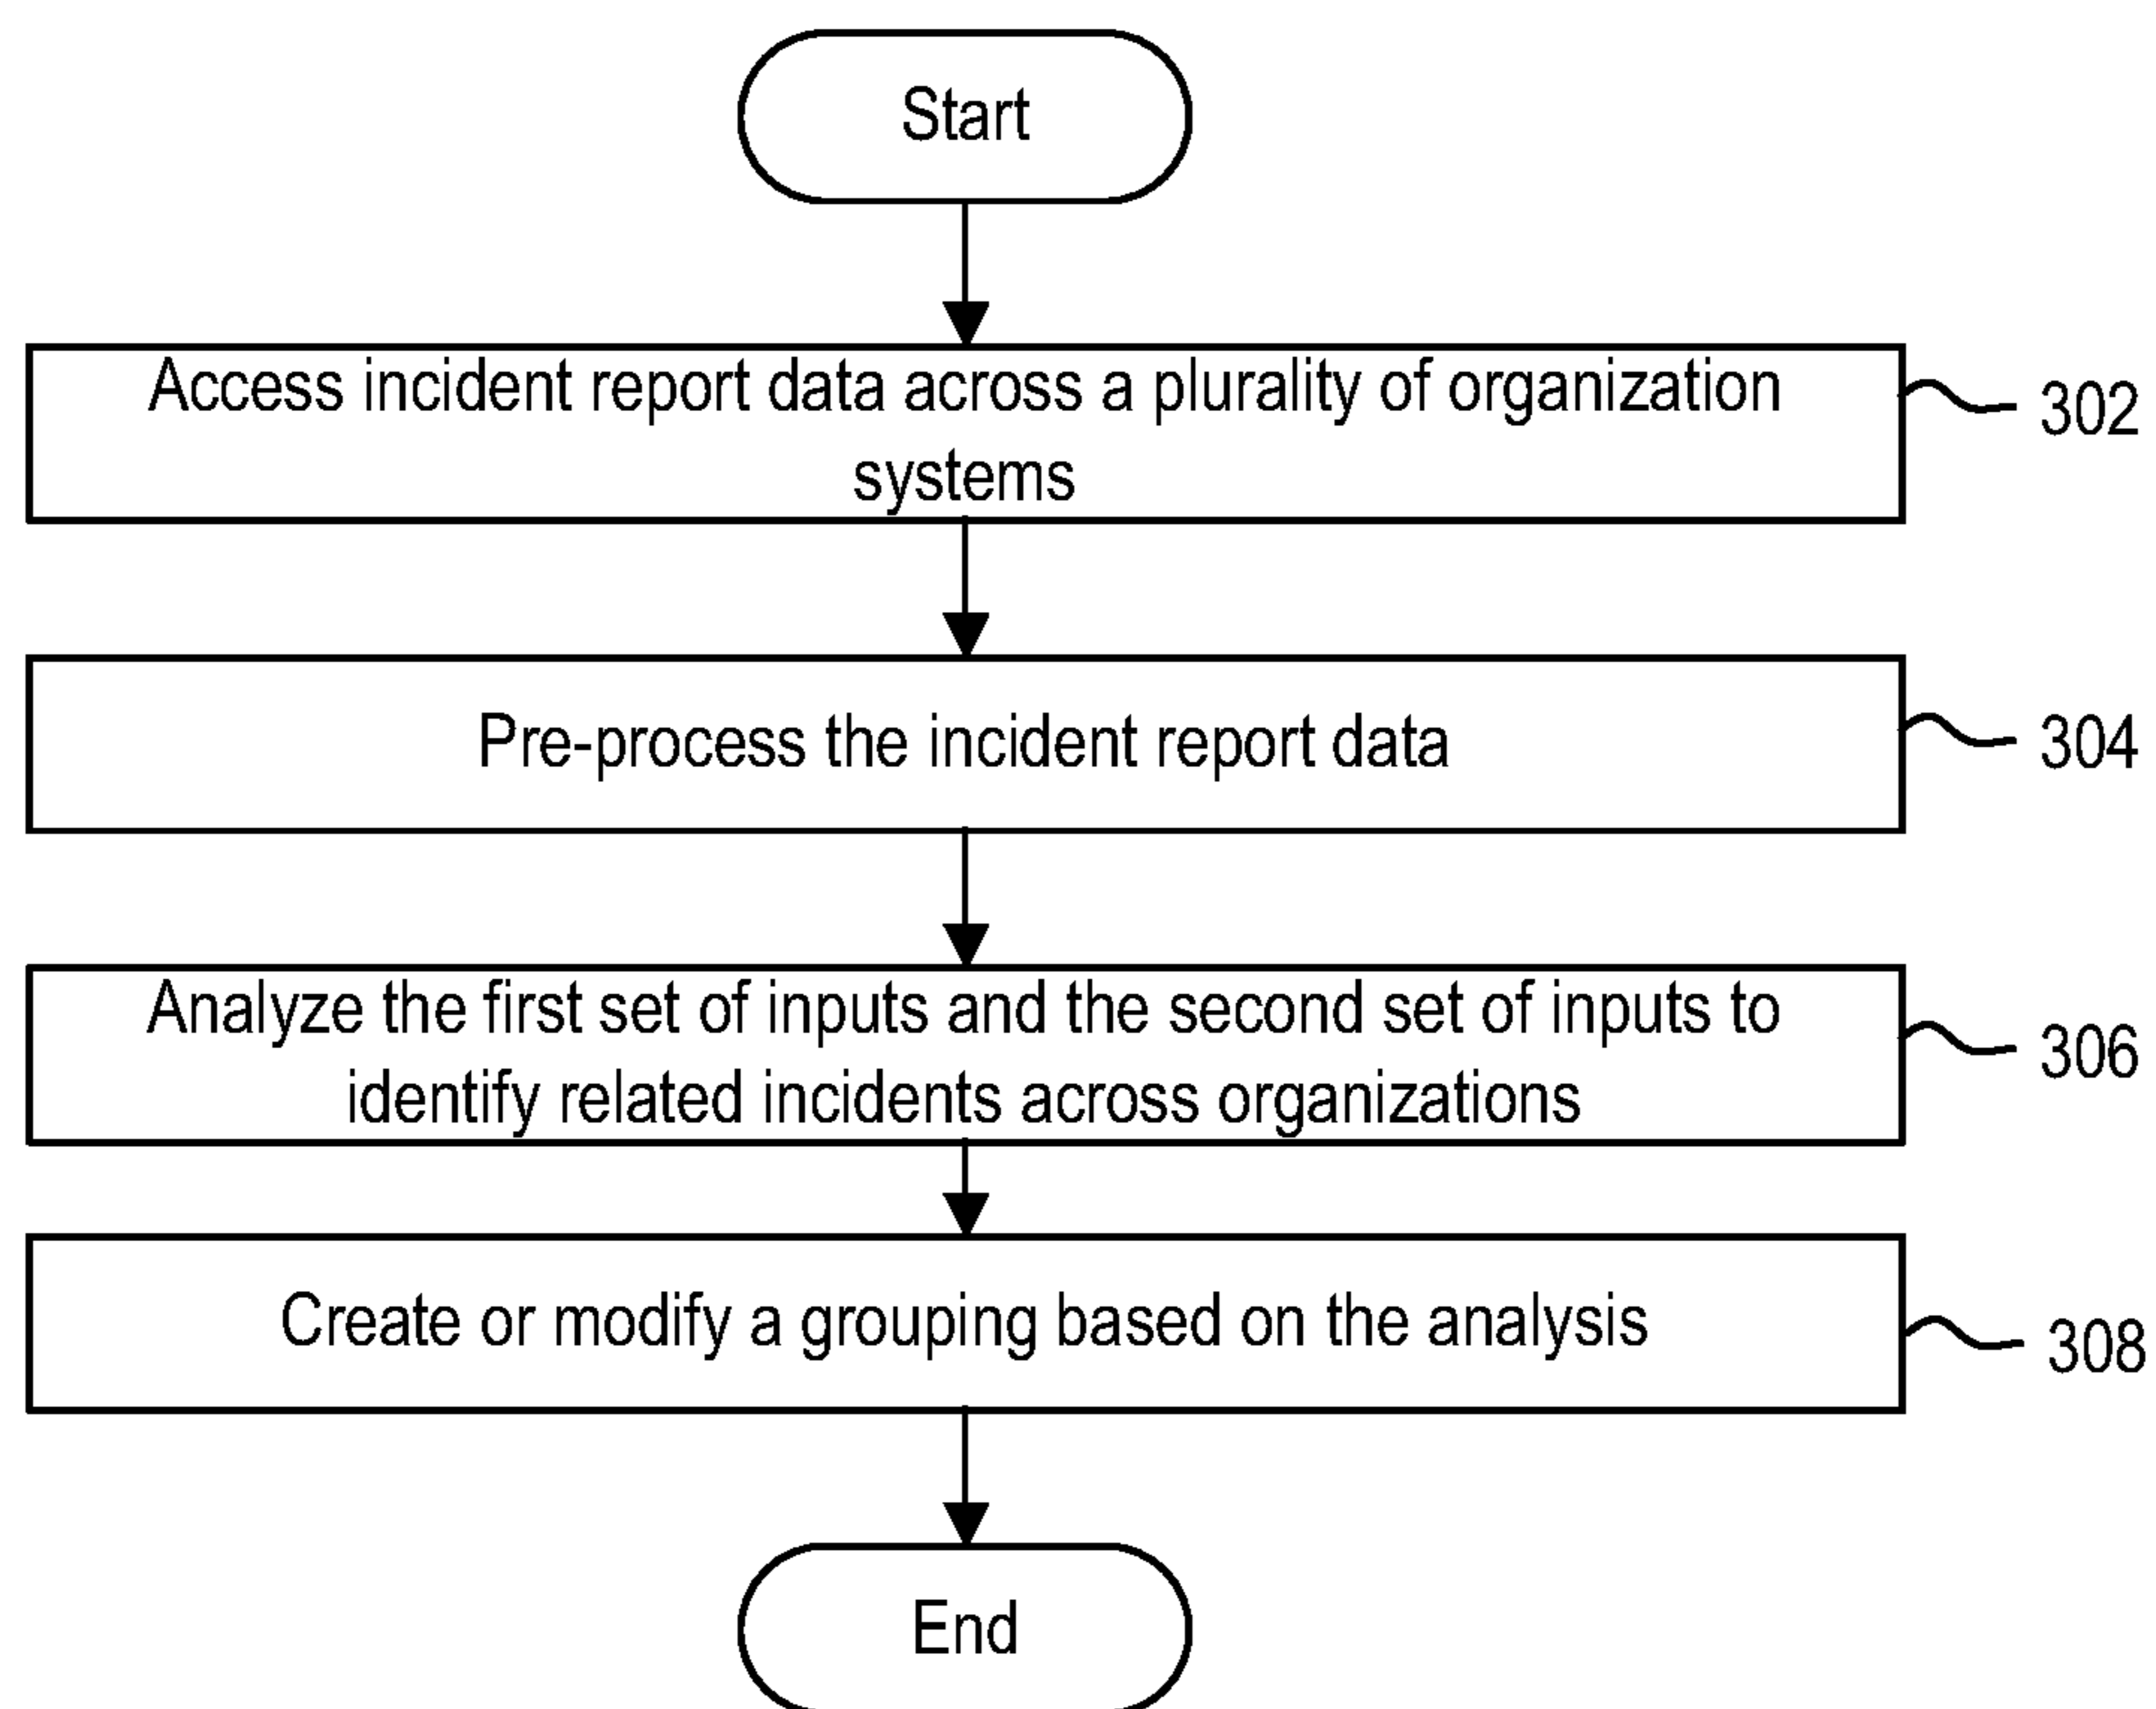 Start
Access incident report data across a plurality of organization
systems
302
Pre-process the incident report data
304
Analyze the first set of inputs and the second set of inputs to
identify related incidents across organizations
306
Create or modify a grouping based on the analysis
308
End